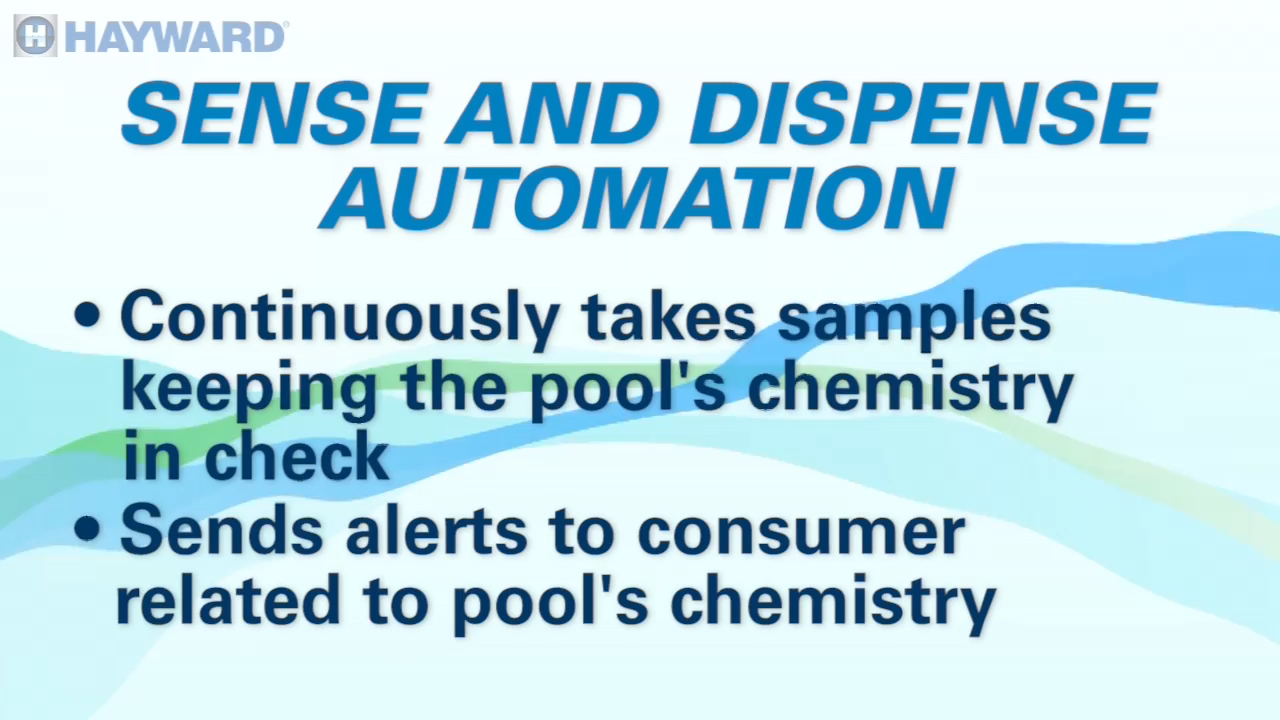 HAYWARD®
SENSE AND DISPENSE
AUTOMATION
• Continuously takes samples
keeping the pool's chemistry
in check
• Sends alerts to consumer
related to pool's chemistry